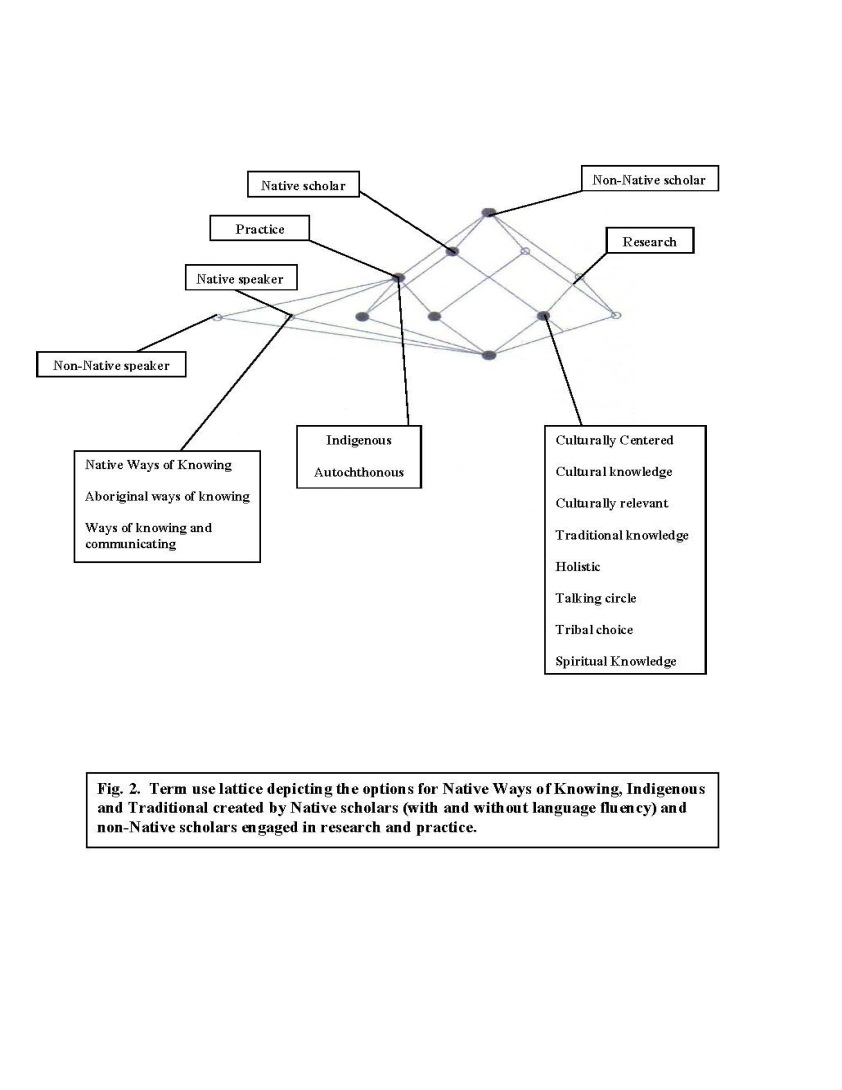 Native scholar
Non-Native scholar
Practice
Research
Native speaker
Non-Native speaker
Native Ways of Knowing
Aboriginal ways of knowing
Ways of knowing and
communicating
Indigenous
Autochthonous
Culturally Centered
Cultural knowledge
Culturally relevant
Traditional knowledge
Holistic
Talking circle
Tribal choice
Spiritual Knowledge
Fig. 2. Term use lattice depicting the options for Native Ways of Knowing, Indigenous
and Traditional created by Native scholars (with and without language fluency) and
non-Native scholars engaged in research and practice.